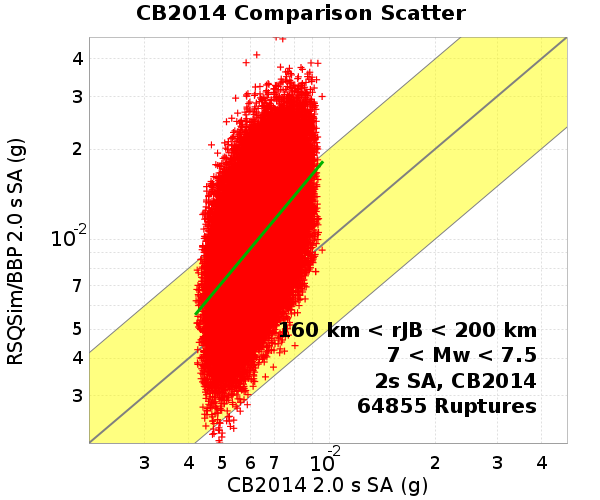 CB2014 Comparison Scatter
RSQSim/BBP 2.0 s SA (g)
4
3
2
10-2
7
5
4
3
160 km < rJB < 200 km
7 < Mw < 7.5
2s SA, CB2014
64855 Ruptures
3 4 5 6 7 10-2 2 3 4
CB2014 2.0 s SA (g)